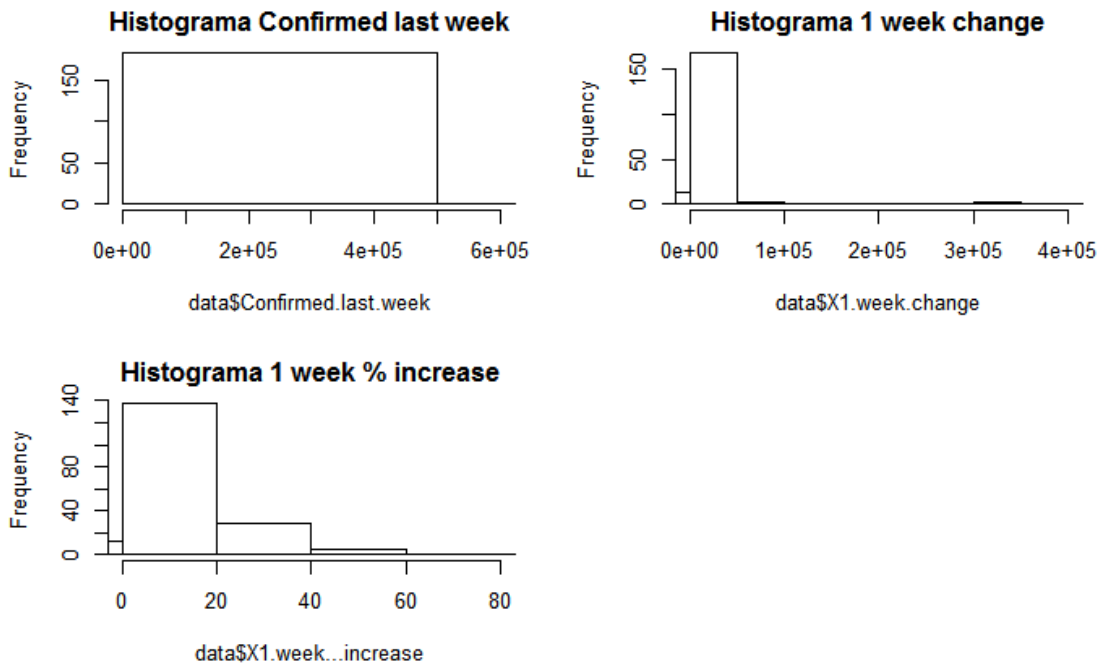 Histograma Confirmed last week
Frequency
150
50
0
0e+00 2e+05 4e+05 6e+05
data$Confirmed.last.week
Histograma 1 week change
Frequency
150
50
0
0e+00 1e+05 2e+05 3e+05 4e+05
data$X1.week.change
Histograma 1 week % increase
Frequency
140
80
40
0
0 20 40 60 80
data$X1.week...increase